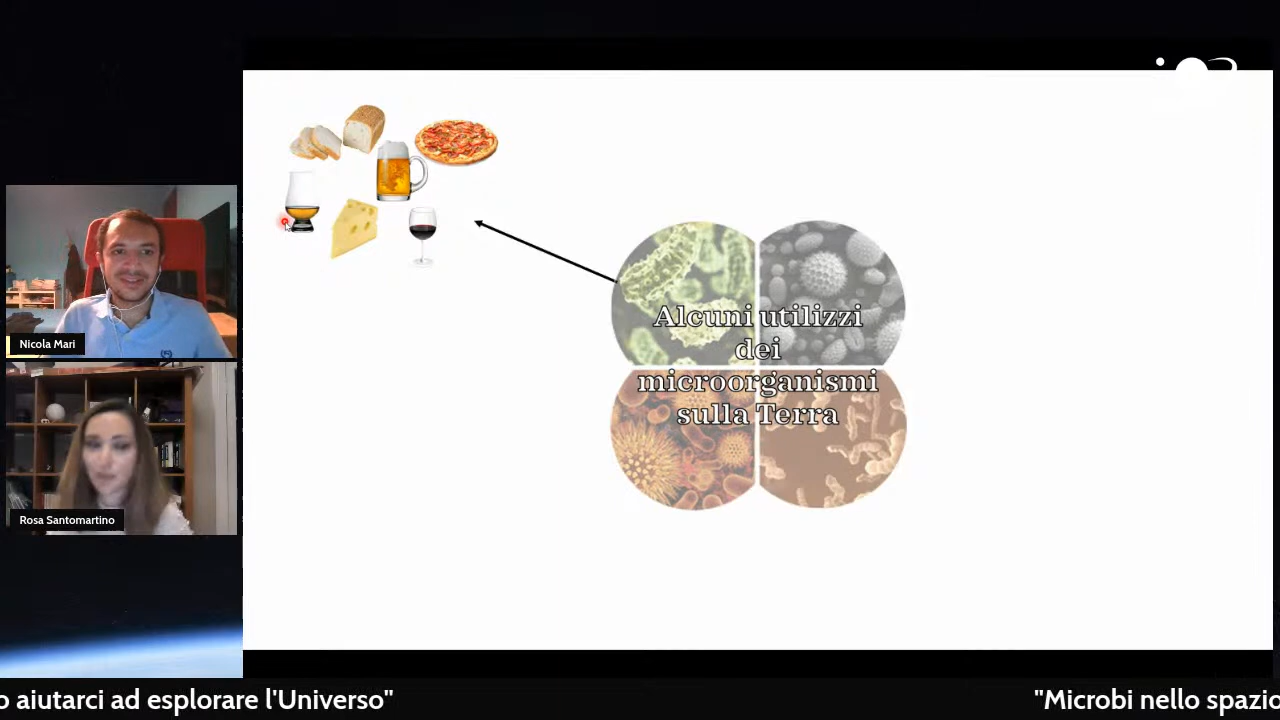 Nicola Mari
Rosa Santomartino
Alcuni utilizzi
dei
microorganismi
sulla Terra
o aiutarci ad esplorare l'Universo"
"Microbi nello spazio